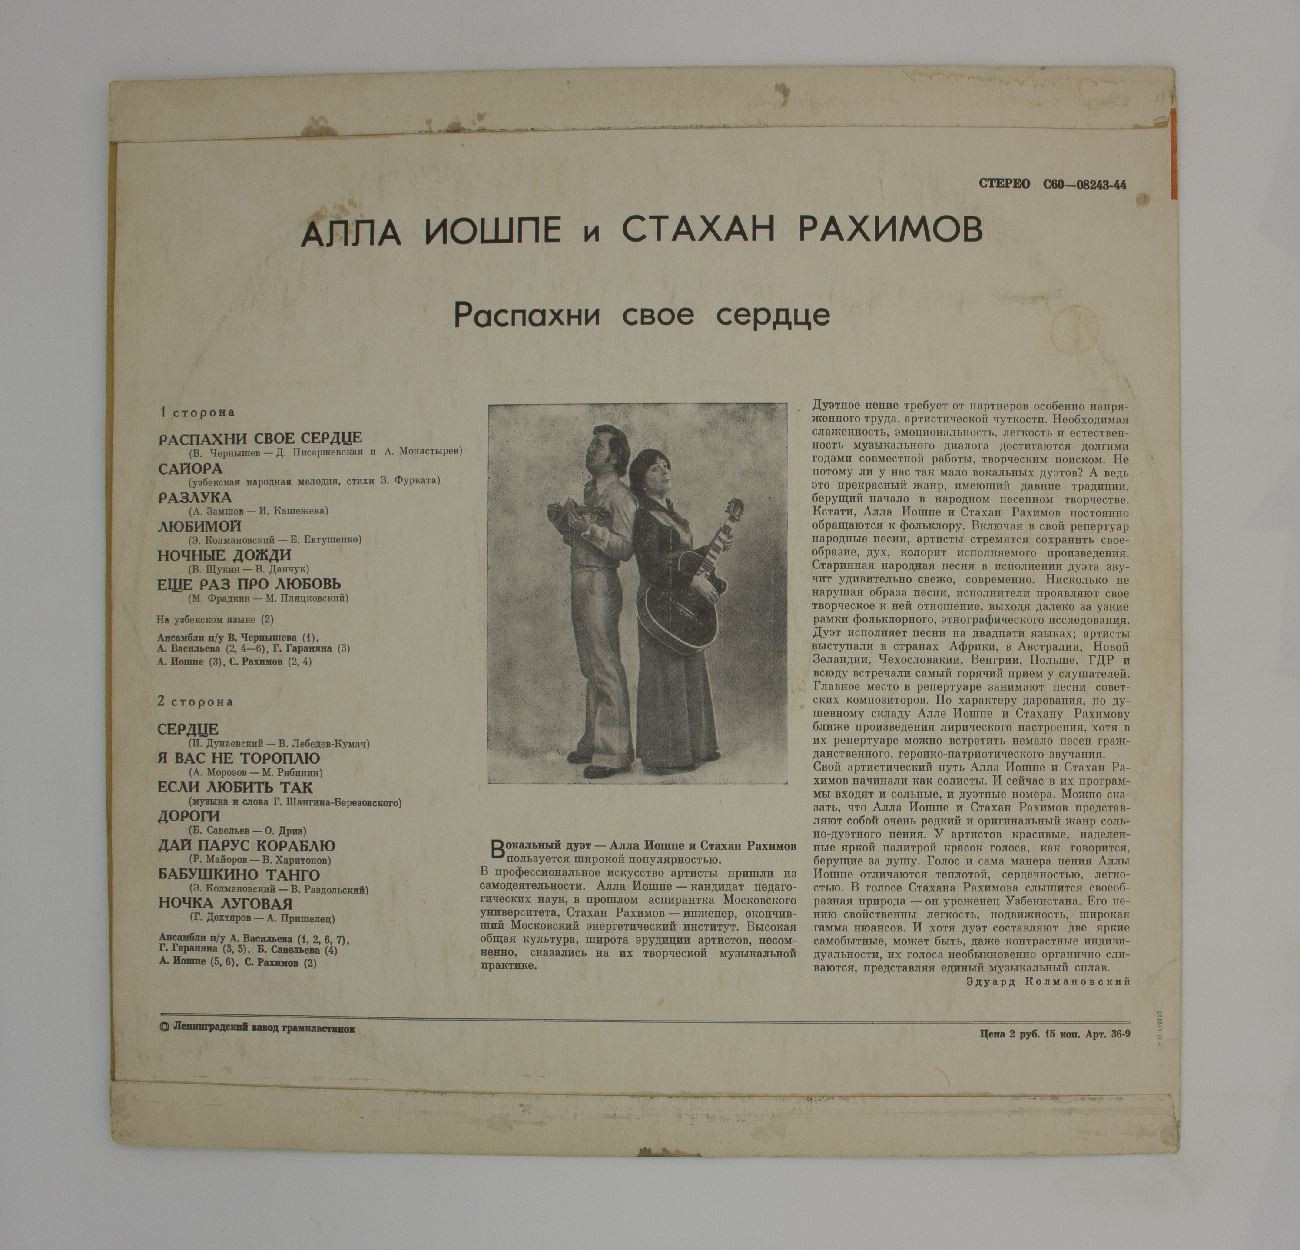 СТЕРЕО С60—08243-44
АЛЛА ИОШПЕ и СТАХАН РАХИМОВ
Распахни свое сердце
1 сторона
РАСПАХНИ СВОЕ СЕРДЦЕ
(В. Чернышев — Д. Писаржевская и А. Монастырев)
САЙОРА
(узбекская народная мелодия, стихи З. Фурката)
РАЗЛУКА
(А. Замшов — И. Кашежева)
ЛЮБИМОЙ
(Э. Колмановский — Е. Евтушенко)
НОЧНЫЕ ДОЖДИ
(В. Щукин — В. Данчук)
ЕЩЕ РАЗ ПРО ЛЮБОВЬ
(М. Фрадкин — М. Пляцковский)
На узбекском языке (2)
Ансамбли п/у В. Чернышева (1),
А. Васильева (2, 4—6), Г. Гараняна (3)
А. Иошпе (3), С. Рахимов (2, 4)
2 сторона
СЕРДЦЕ
(И. Дунаевский — В. Лебедев-Кумач)
Я ВАС НЕ ТОРОПЛЮ
(А. Морозов — М. Рябинин)
ЕСЛИ ЛЮБИТЬ ТАК
(музыка и слова Г. Шангина-Березовского)
ДОРОГИ
(Б. Савельев — О. Дриз)
ДАЙ ПАРУС КОРАБЛЮ
(Р. Майоров — В. Харитонов)
БАБУШКИНО ТАНГО
(Э. Колмановский — В. Раздольский)
НОЧКА ЛУГОВАЯ
(Г. Дехтяров — А. Пришелец)
Ансамбли п/у А. Васильева (1, 2, 6, 7),
Г. Гараняна (3, 5), Б. Савельева (4)
А. Иошпе (5, 6), С. Рахимов (2)
Вокальный дуэт — Алла Иошпе и Стахан Рахимов
пользуется широкой популярностью.
В профессиональное искусство артисты пришли из
самодеятельности. Алла Иошпе — кандидат педаго-
гических наук, в прошлом аспирантка Московского
университета, Стахан Рахимов — инженер, окончив-
ший Московский энергетический институт. Высокая
общая культура, широта эрудиции артистов, несом-
ненно, сказались на их творческой музыкальной
практике.
Дуэтное пение требует от партнеров особенно напря-
женного труда, артистической чуткости. Необходимая
слаженность, эмоциональность, легкость и естествен-
ность музыкального диалога достигаются долгими
годами совместной работы, творческим поиском. Не
потому ли у нас так мало вокальных дуэтов? А ведь
это прекрасный жанр, имеющий давние традиции,
берущий начало в народном песенном творчестве.
Кстати, Алла Иошпе и Стахан Рахимов постоянно
обращаются к фольклору. Включая в свой репертуар
народные песни, артисты стремятся сохранить свое-
образие, дух, колорит исполняемого произведения.
Старинная народная песня в исполнении дуэта зву-
чит удивительно свежо, современно. Нисколько не
нарушая образа песни, исполнители проявляют свое
творческое к ней отношение, выходя далеко за узкие
рамки фольклорного, этнографического исследования.
Дуэт исполняет песни на двадцати языках; артисты
выступали в странах Африки, в Австралии, Новой
Зеландии, Чехословакии, Венгрии, Польше, ГДР и
всюду встречали самый горячий прием у слушателей.
Главное место в репертуаре занимают песни совет-
ских композиторов. По характеру дарования, по ду-
шевному складу Алле Иошпе и Стахану Рахимову
ближе произведения лирического настроения, хотя в
их репертуаре можно встретить немало песен граж-
данственного, героико-патриотического звучания.
Свой артистический путь Алла Иошпе и Стахан Ра-
химов начинали как солисты. И сейчас в их програм-
мы входят и сольные, и дуэтные номера. Можно ска-
зать, что Алла Иошпе и Стахан Рахимов представ-
ляют собой очень редкий и оригинальный жанр соль-
но-дуэтного пения. У артистов красивые, наделен-
ные яркой палитрой красок голоса, как говорится,
берущие за душу. Голос и сама манера пения Аллы
Иошпе отличаются теплотой, сердечностью, легко-
стью. В голосе Стахана Рахимова слышится своеоб-
разная природа — он уроженец Узбекистана. Его пе-
нию свойственны легкость, подвижность, широкая
гамма нюансов. И хотя дуэт составляют две яркие
самобытные, может быть, даже контрастные индиви-
дуальности, их голоса необыкновенно органично сли-
ваются, представляя единый музыкальный сплав.
Эдуард Колмановский
© Ленинградский завод грампластинок
Цена 2 руб. 15 коп. Арт. 36-9